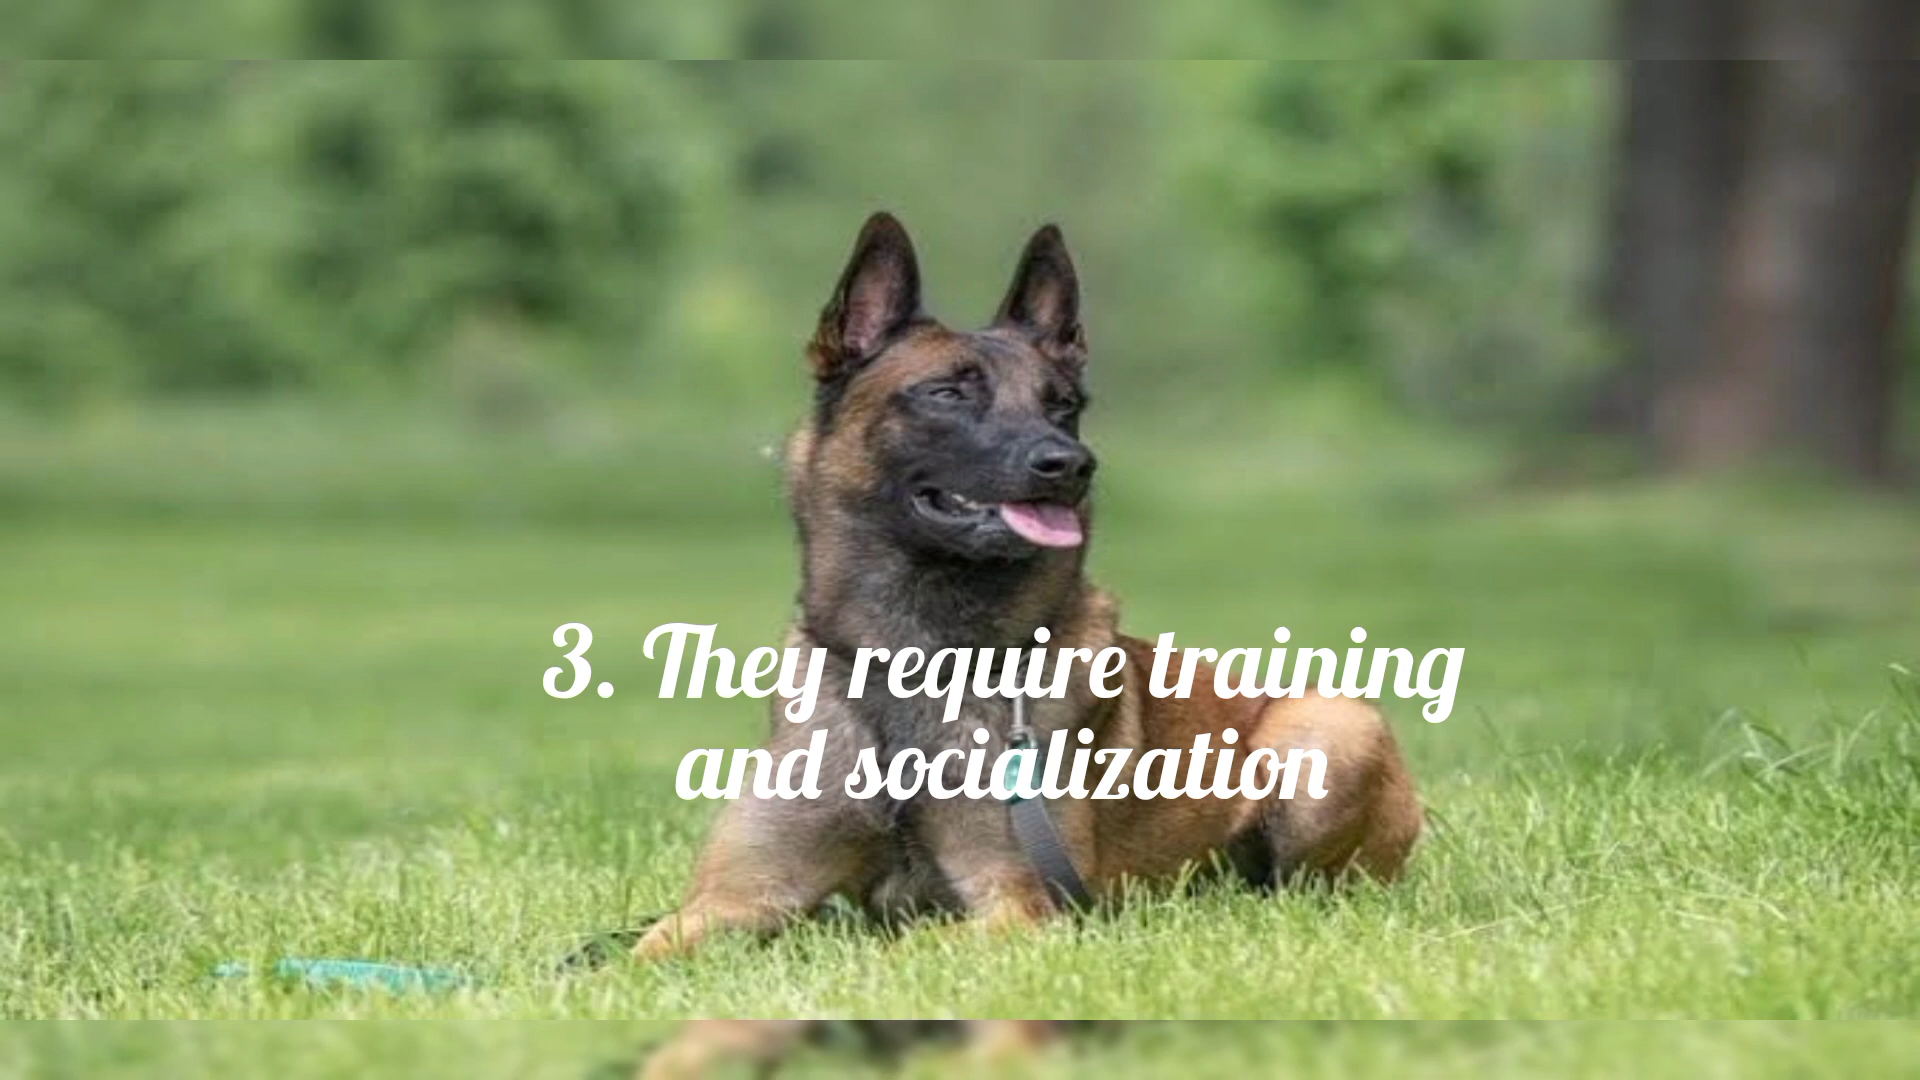 3. They require training
and socialization